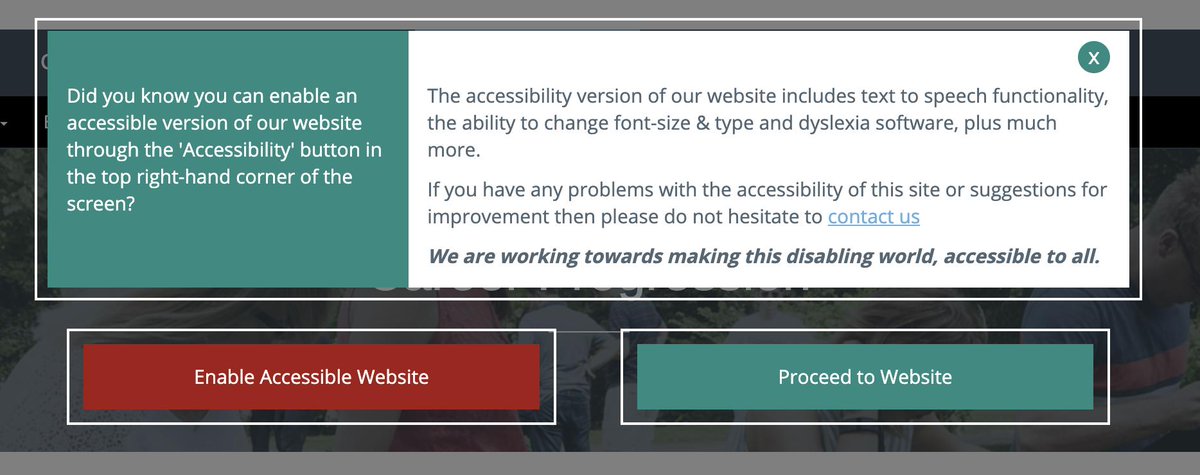 Did you know you can enable an
accessible version of our website
through the 'Accessibility' button in
the top right-hand corner of the
screen?
X
The accessibility version of our website includes text to speech functionality,
the ability to change font-size & type and dyslexia software, plus much
more.
If you have any problems with the accessibility of this site or suggestions for
improvement then please do not hesitate to contact us
We are working towards making this disabling world, accessible to all.
Career Progression
Enable Accessible Website
Proceed to Website